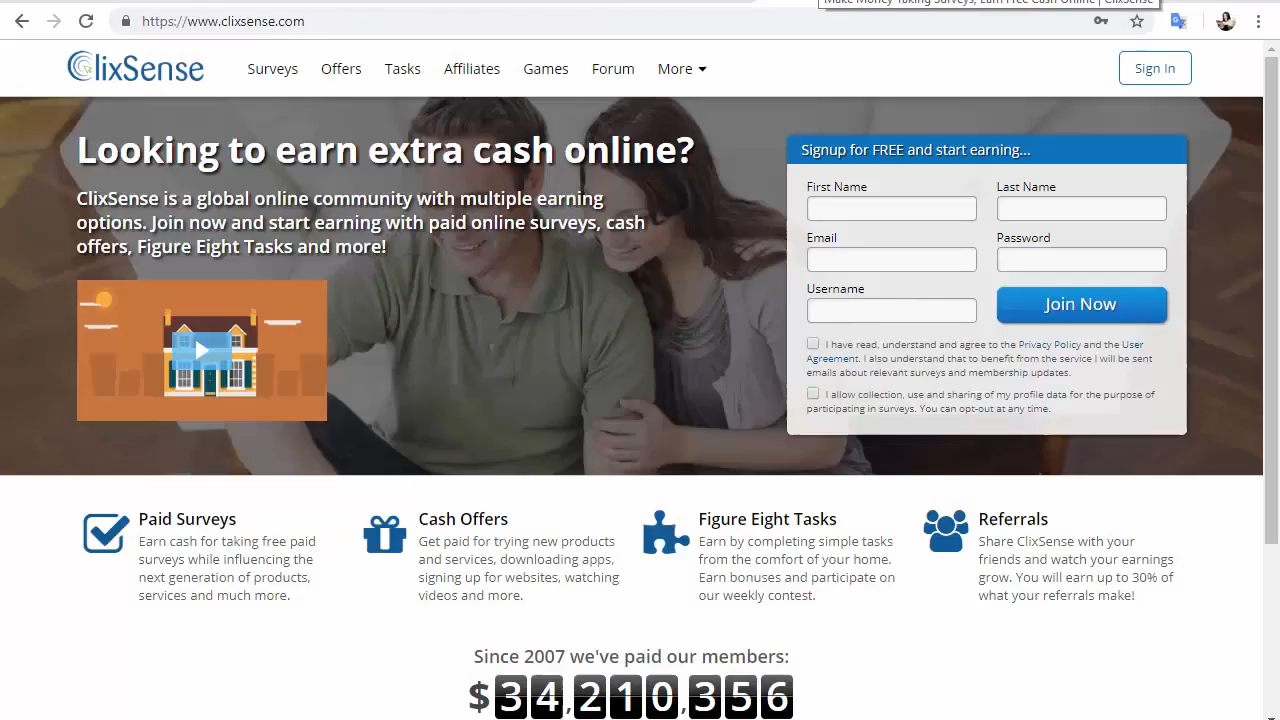 Make Money Taking Surveys, Earn Free Cash Online | ClixSense
https://www.clixsense.com
ClixSense
Surveys
Offers
Tasks
Affiliates
Games
Forum
More
Sign In
Looking to earn extra cash online?
ClixSense is a global online community with multiple earning
options. Join now and start earning with paid online surveys, cash
offers, Figure Eight Tasks and more!
Signup for FREE and start earning...
First Name
Last Name
Email
Password
Username
Join Now
I have read, understand and agree to the Privacy Policy and the User
Agreement. I also understand that to benefit from the service I will be sent
emails about relevant surveys and membership updates.
I allow collection, use and sharing of my profile data for the purpose of
participating in surveys. You can opt-out at any time.
Paid Surveys
Earn cash for taking free paid
surveys while influencing the
next generation of products,
services and much more.
Cash Offers
Get paid for trying new products
and services, downloading apps,
signing up for websites, watching
videos and more.
Figure Eight Tasks
Earn by completing simple tasks
from the comfort of your home.
Earn bonuses and participate on
our weekly contest.
Referrals
Share ClixSense with your
friends and watch your earnings
grow. You will earn up to 30% of
what your referrals make!
Since 2007 we've paid our members:
$34,210,356